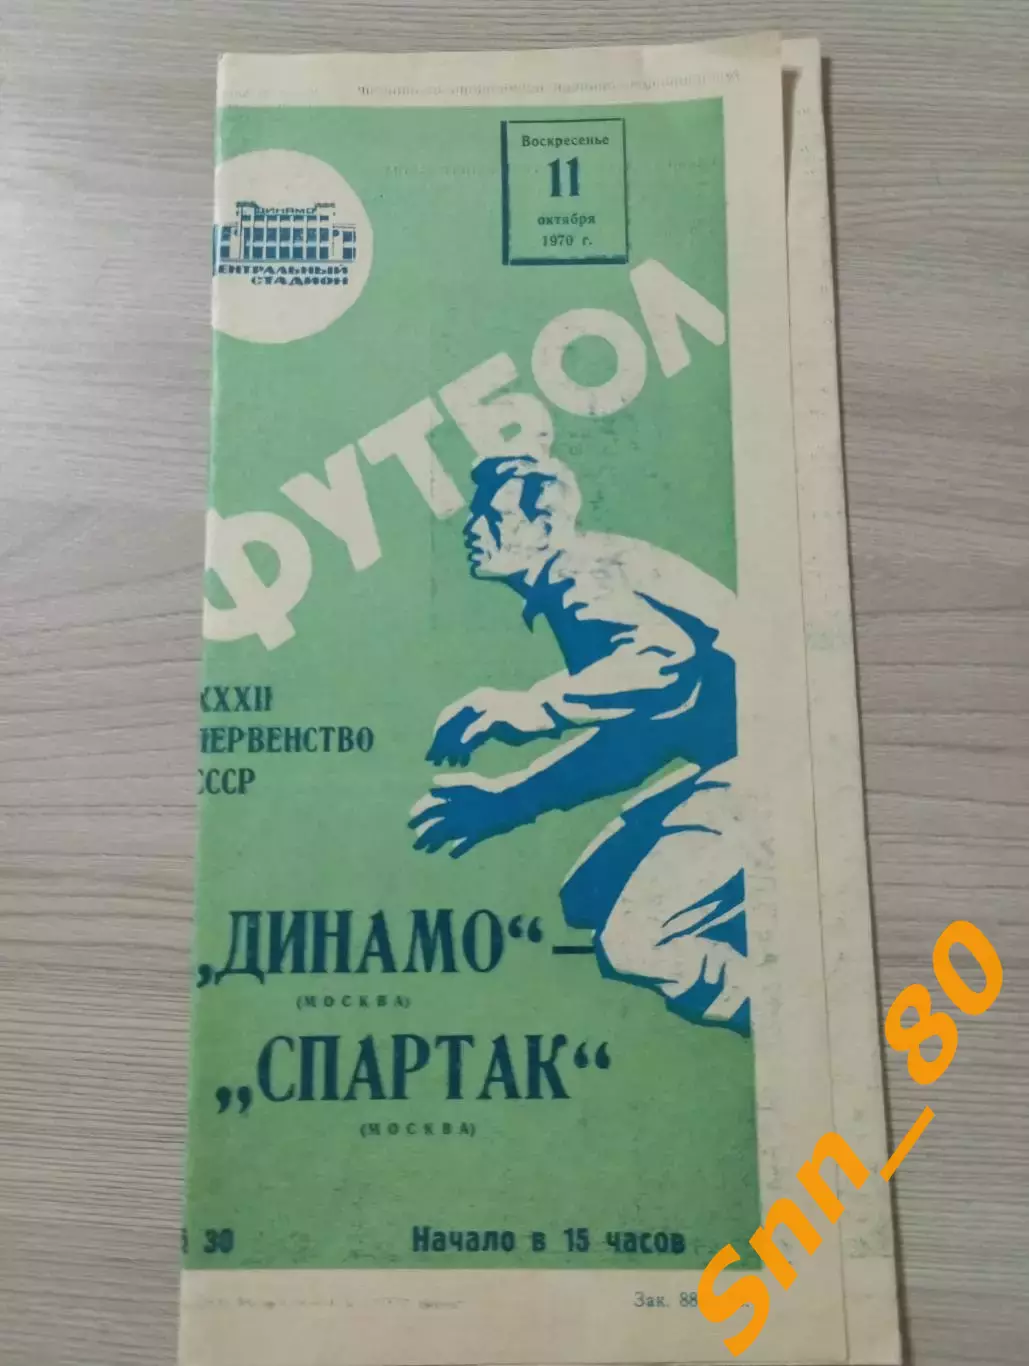 Воскресенье
11
октября
1970 г.
ДИНАМО
ЕНТРАЛЬНЫЙ
СТАДИОН
ФУТБОЛ
XXXII
ПЕРВЕНСТВО
СССР
„ДИНАМО“ —
(МОСКВА)
„СПАРТАК“
(МОСКВА)
30
Начало в 15 часов
Зак. 88
snn_80